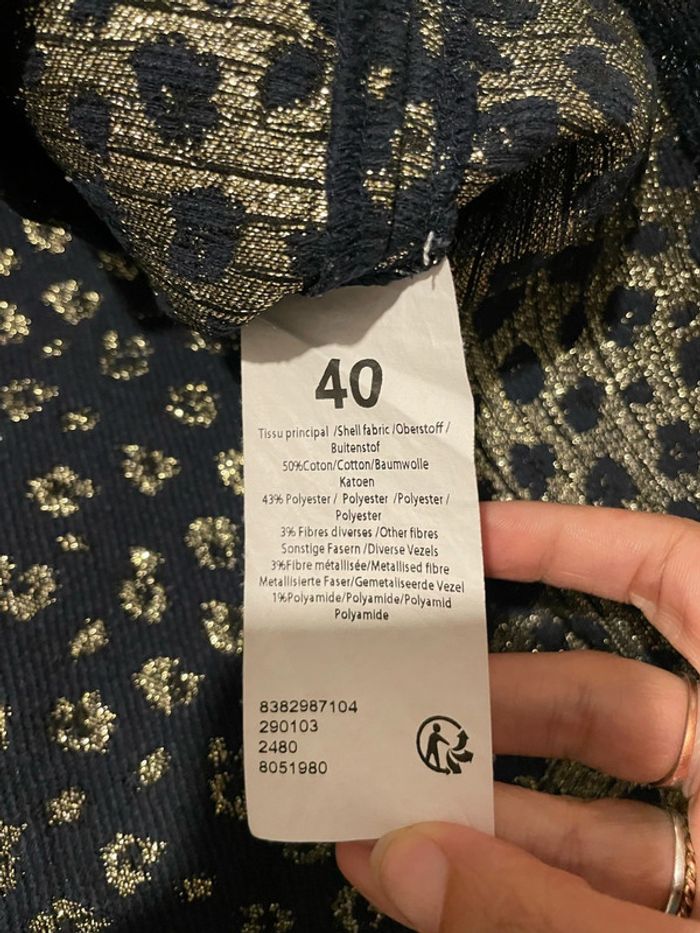 40
Tissu principal /Shell fabric /Oberstoff /
Buitenstof
50%Coton/Cotton/Baumwolle
Katoen
43% Polyester / Polyester /Polyester /
Polyester
3% Fibres diverses /Other fibres
Sonstige Fasern /Diverse Vezels
3%Fibre métallisée/Metallised fibre
Metallisierte Faser/Gemetaliseerde Vezel
1%Polyamide/Polyamide/Polyamid
Polyamide
8382987104
290103
2480
8051980